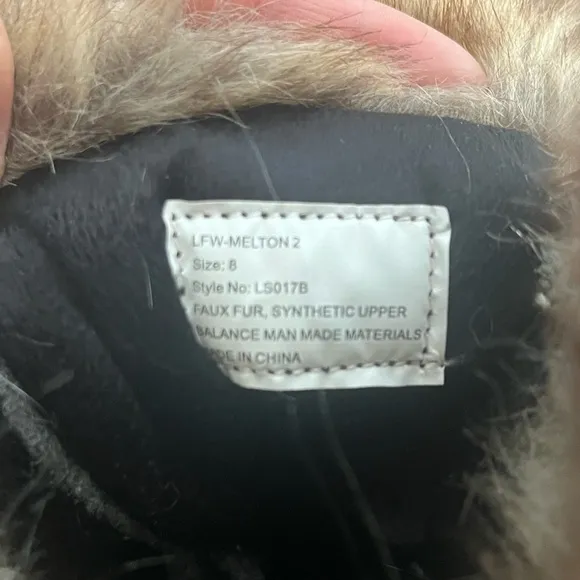 LFW-MELTON 2
Size: 8
Style No: LS017B
FAUX FUR, SYNTHETIC UPPER
BALANCE MAN MADE MATERIALS
MADE IN CHINA